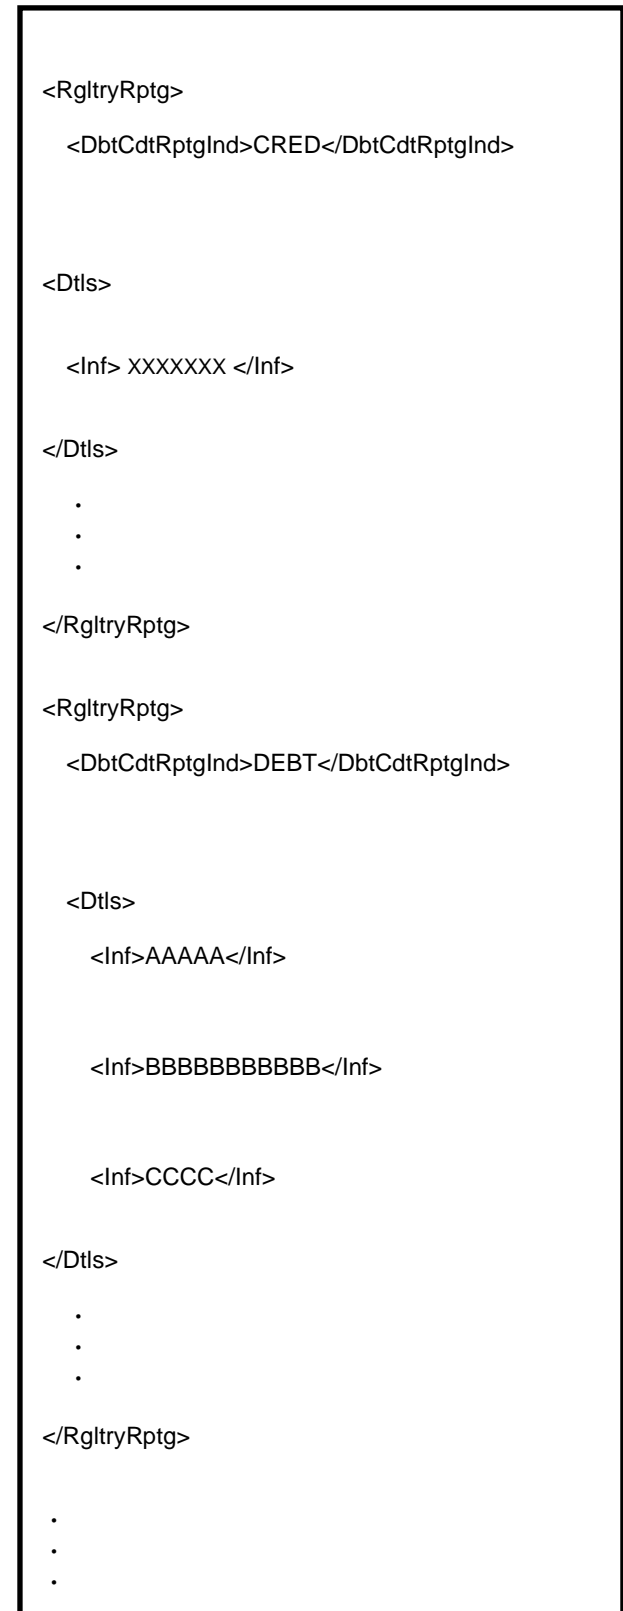 <RgltryRptg>
<DbtCdtRptgInd>CRED</DbtCdtRptgInd>
<Dtls>
<Inf> XXXXXXX </Inf>
</Dtls>
.
.
.
</RgltryRptg>
<RgltryRptg>
<DbtCdtRptgInd>DEBT</DbtCdtRptgInd>
<Dtls>
<Inf>AAAAA</Inf>
<Inf>BBBBBBBBBBB</Inf>
<Inf>CCCC</Inf>
</Dtls>
.
.
.
</RgltryRptg>
.
.
.